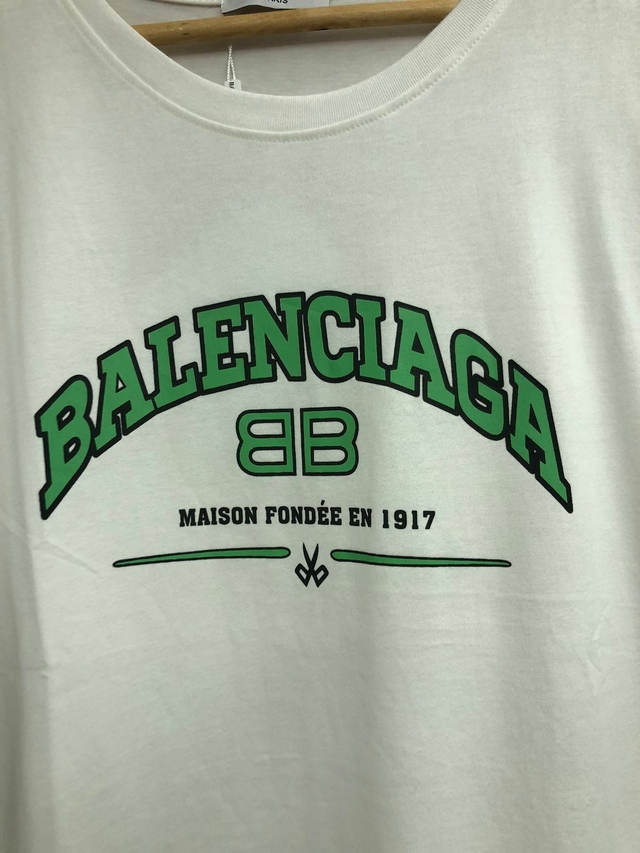 BALENCIAGA
BB
MAISON FONDÉE EN 1917